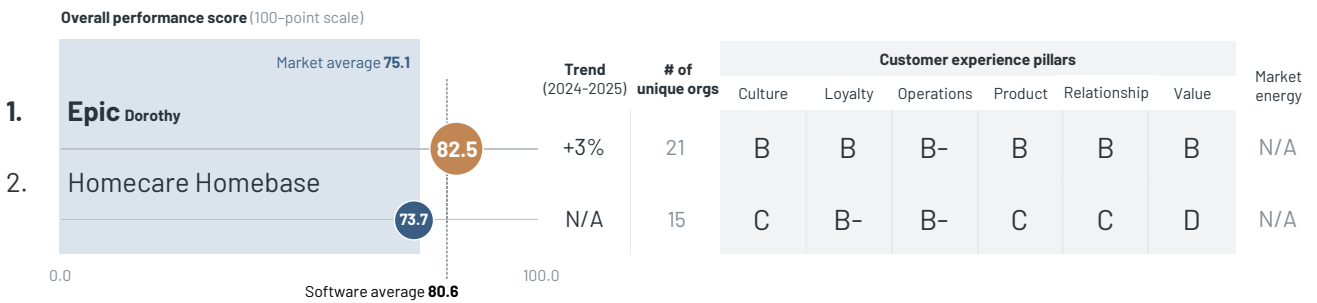 Overall performance score (100-point scale)
Market average 75.1
Trend
(2024-2025)
# of
unique orgs
Customer experience pillars
Culture Loyalty Operations Product Relationship Value
Market
energy
1. Epic Dorothy
82.5 +3% 21 B B B- B B B N/A
2. Homecare Homebase
73.7 N/A 15 C B- B- C C D N/A
0.0 100.0
Software average 80.6